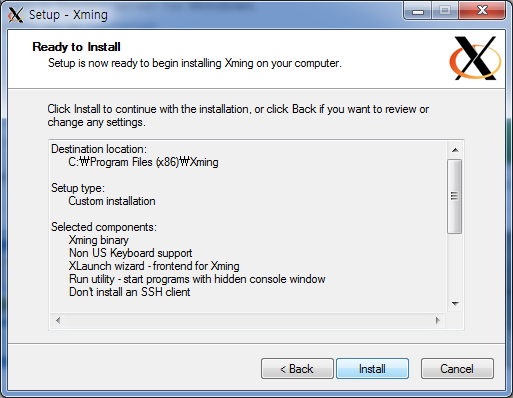 Setup - Xming
Ready to Install
Setup is now ready to begin installing Xming on your computer.
Click Install to continue with the installation, or click Back if you want to review or
change any settings.
Destination location:
C:₩Program Files (x86)₩Xming
Setup type:
Custom installation
Selected components:
Xming binary
Non US Keyboard support
XLaunch wizard - frontend for Xming
Run utility - start programs with hidden console window
Don't install an SSH client
< Back
Install
Cancel